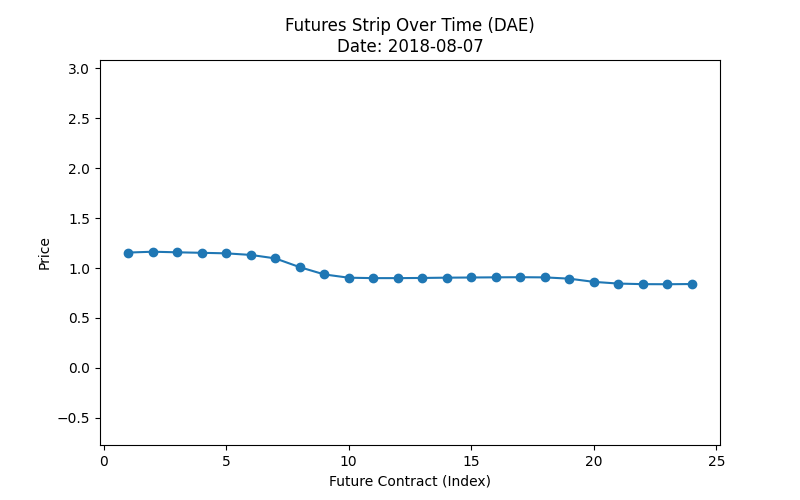 Futures Strip Over Time (DAE)
Date: 2018-08-07
3.0
2.5
2.0
1.5
1.0
0.5
0.0
−0.5
Price
0 5 10 15 20 25
Future Contract (Index)